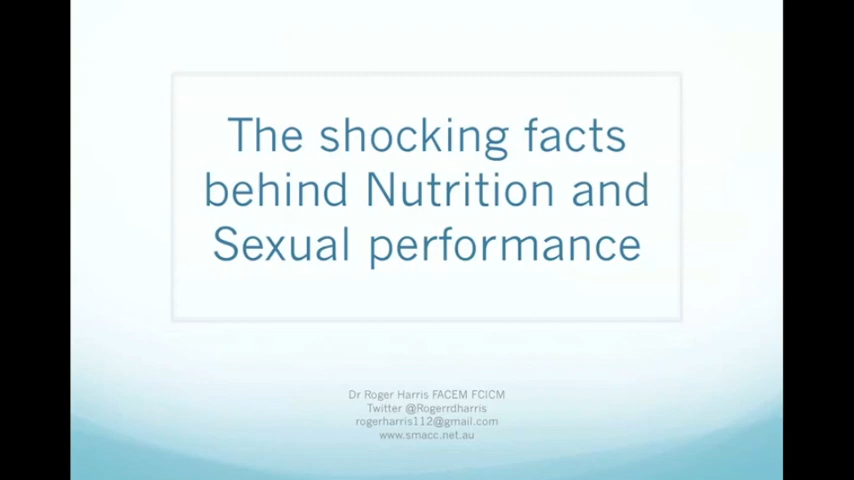 The shocking facts
behind Nutrition and
Sexual performance
Dr Roger Harris FACEM FCICM
Twitter @Rogerrdharris
rogerharris112@gmail.com
www.smacc.net.au